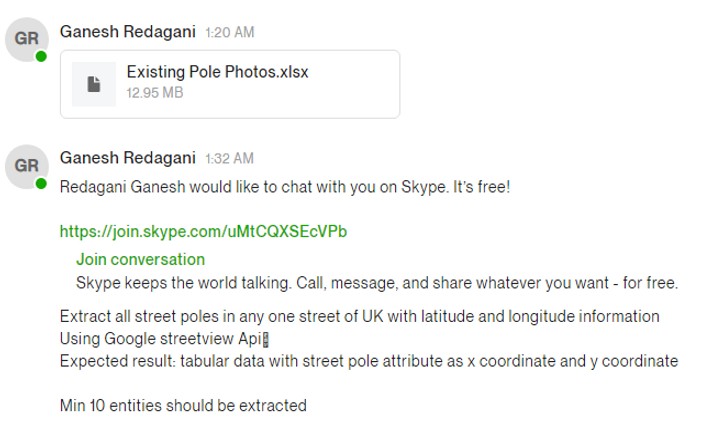 GR
Ganesh Redagani 1:20 AM
Existing Pole Photos.xlsx
12.95 MB
GR
Ganesh Redagani 1:32 AM
Redagani Ganesh would like to chat with you on Skype. It's free!
https://join.skype.com/uMtCQXSEcVPb
Join conversation
Skype keeps the world talking. Call, message, and share whatever you want - for free.
Extract all street poles in any one street of UK with latitude and longitude information
Using Google streetview Api
Expected result: tabular data with street pole attribute as x coordinate and y coordinate
Min 10 entities should be extracted